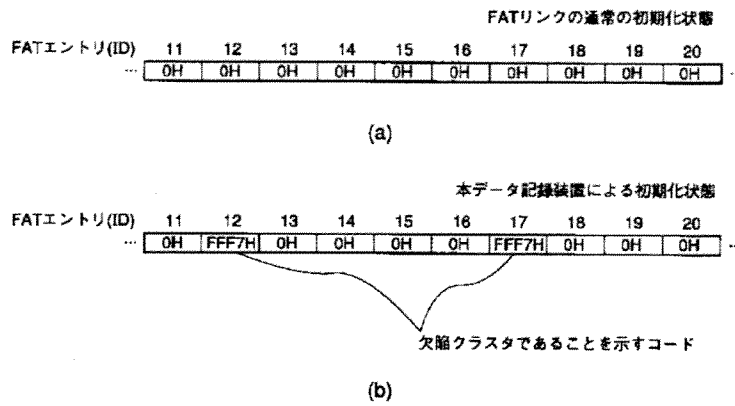 FATリンクの通常の初期化状態
FATエントリ(ID) 11 12 13 14 15 16 17 18 19 20
… 0H 0H 0H 0H 0H 0H 0H 0H 0H 0H …
(a)
本データ記録装置による初期化状態
FATエントリ(ID) 11 12 13 14 15 16 17 18 19 20
… 0H FFF7H 0H 0H 0H 0H FFF7H 0H 0H 0H …
欠陥クラスタであることを示すコード
(b)